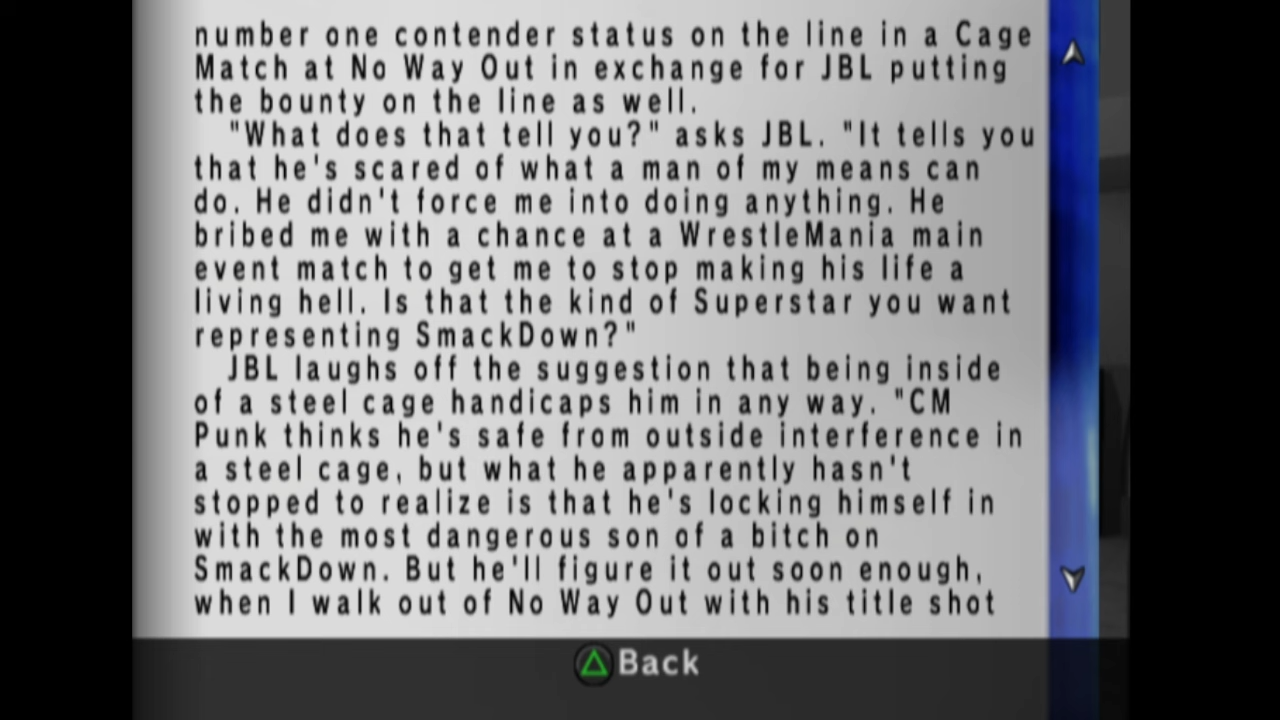 number one contender status on the line in a Cage
Match at No Way Out in exchange for JBL putting
the bounty on the line as well.
"What does that tell you?" asks JBL. "It tells you
that he's scared of what a man of my means can
do. He didn't force me into doing anything. He
bribed me with a chance at a WrestleMania main
event match to get me to stop making his life a
living hell. Is that the kind of Superstar you want
representing SmackDown?"
JBL laughs off the suggestion that being inside
of a steel cage handicaps him in any way. "CM
Punk thinks he's safe from outside interference in
a steel cage, but what he apparently hasn't
stopped to realize is that he's locking himself in
with the most dangerous son of a bitch on
SmackDown. But he'll figure it out soon enough,
when I walk out of No Way Out with his title shot
Back